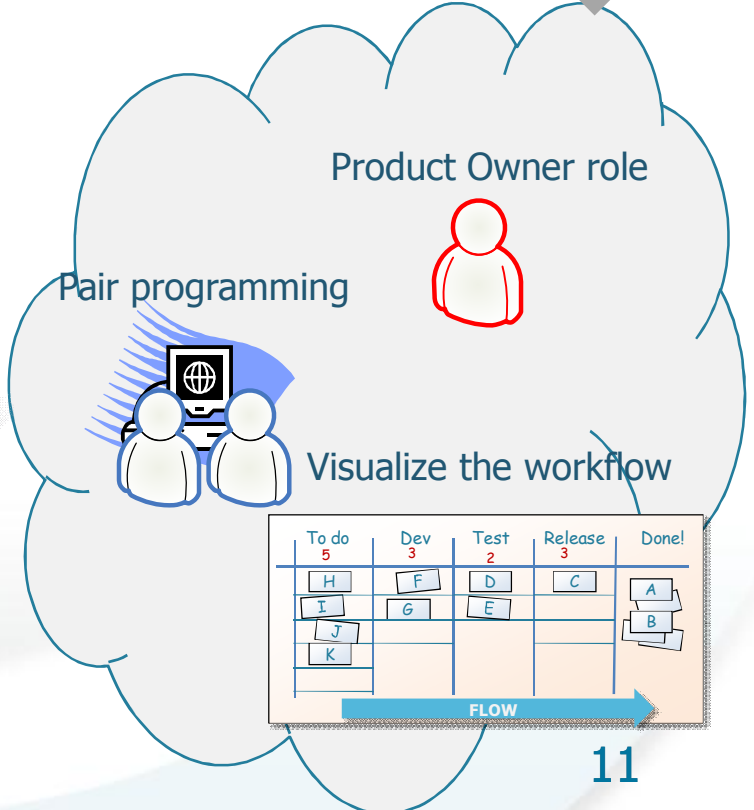 Product Owner role
Pair programming
Visualize the workflow
To do Dev Test Release Done!
5 3 2 3
H F D C A
I G E B
J
K
FLOW
11